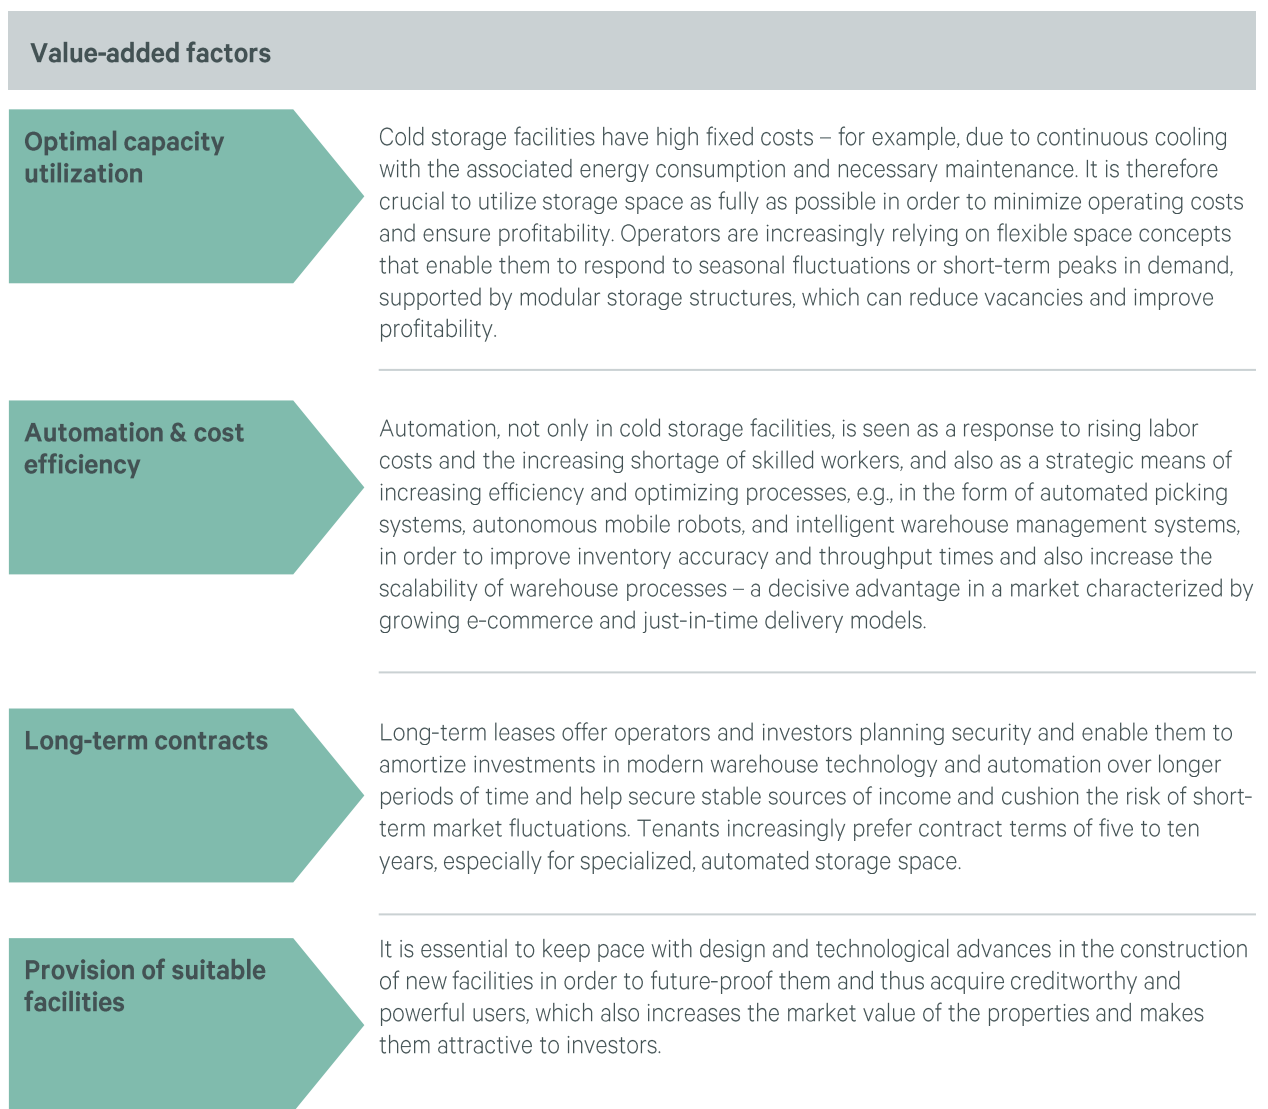 Value-added factors
Optimal capacity
utilization
Cold storage facilities have high fixed costs – for example, due to continuous cooling
with the associated energy consumption and necessary maintenance. It is therefore
crucial to utilize storage space as fully as possible in order to minimize operating costs
and ensure profitability. Operators are increasingly relying on flexible space concepts
that enable them to respond to seasonal fluctuations or short-term peaks in demand,
supported by modular storage structures, which can reduce vacancies and improve
profitability.
Automation & cost
efficiency
Automation, not only in cold storage facilities, is seen as a response to rising labor
costs and the increasing shortage of skilled workers, and also as a strategic means of
increasing efficiency and optimizing processes, e.g., in the form of automated picking
systems, autonomous mobile robots, and intelligent warehouse management systems,
in order to improve inventory accuracy and throughput times and also increase the
scalability of warehouse processes – a decisive advantage in a market characterized by
growing e-commerce and just-in-time delivery models.
Long-term contracts
Long-term leases offer operators and investors planning security and enable them to
amortize investments in modern warehouse technology and automation over longer
periods of time and help secure stable sources of income and cushion the risk of short-
term market fluctuations. Tenants increasingly prefer contract terms of five to ten
years, especially for specialized, automated storage space.
Provision of suitable
facilities
It is essential to keep pace with design and technological advances in the construction
of new facilities in order to future-proof them and thus acquire creditworthy and
powerful users, which also increases the market value of the properties and makes
them attractive to investors.